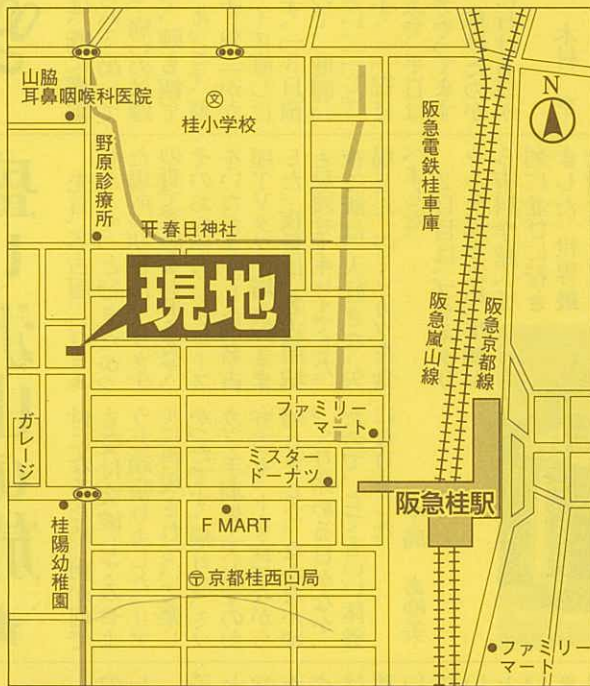 山脇
耳鼻咽喉科医院
文
桂小学校
N
阪急電鉄桂車庫
野原診療所
春日神社
現地
阪急嵐山線
阪急京都線
ファミリー
マート
ガレージ
ミスター
ドーナツ
阪急桂駅
F MART
桂陽幼稚園
〒京都桂西口局
ファミリー
マート